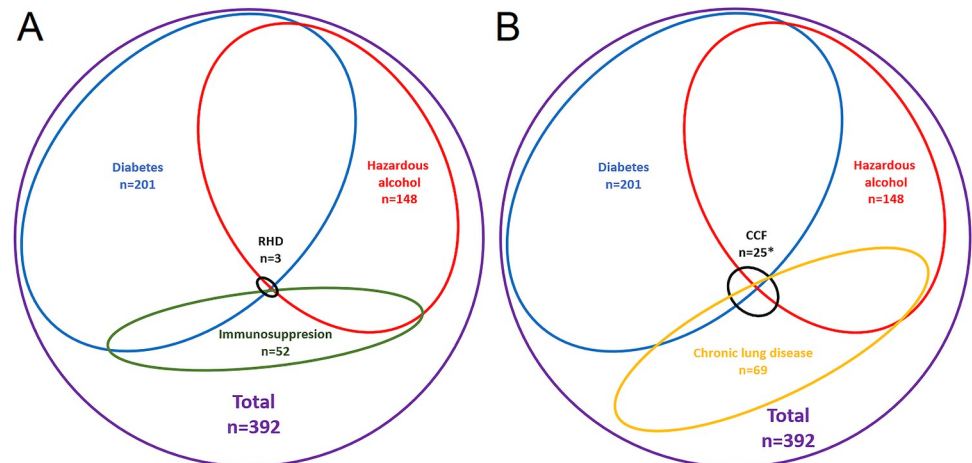 A
Diabetes
n=201
Hazardous
alcohol
n=148
RHD
n=3
Immunosuppresion
n=52
Total
n=392
B
Diabetes
n=201
Hazardous
alcohol
n=148
CCF
n=25*
Chronic lung disease
n=69
Total
n=392